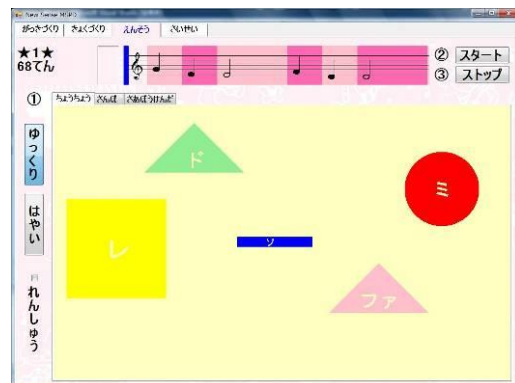 New Sense MSPD
がっきづくり きょくづくり えんそう さいせい
★1★
68てん
② スタート
③ ストップ
① ちょうちょう さんぽ
ゆっくり
はやい
れんしゅう
ド
ミ
レ
ソ
ファ